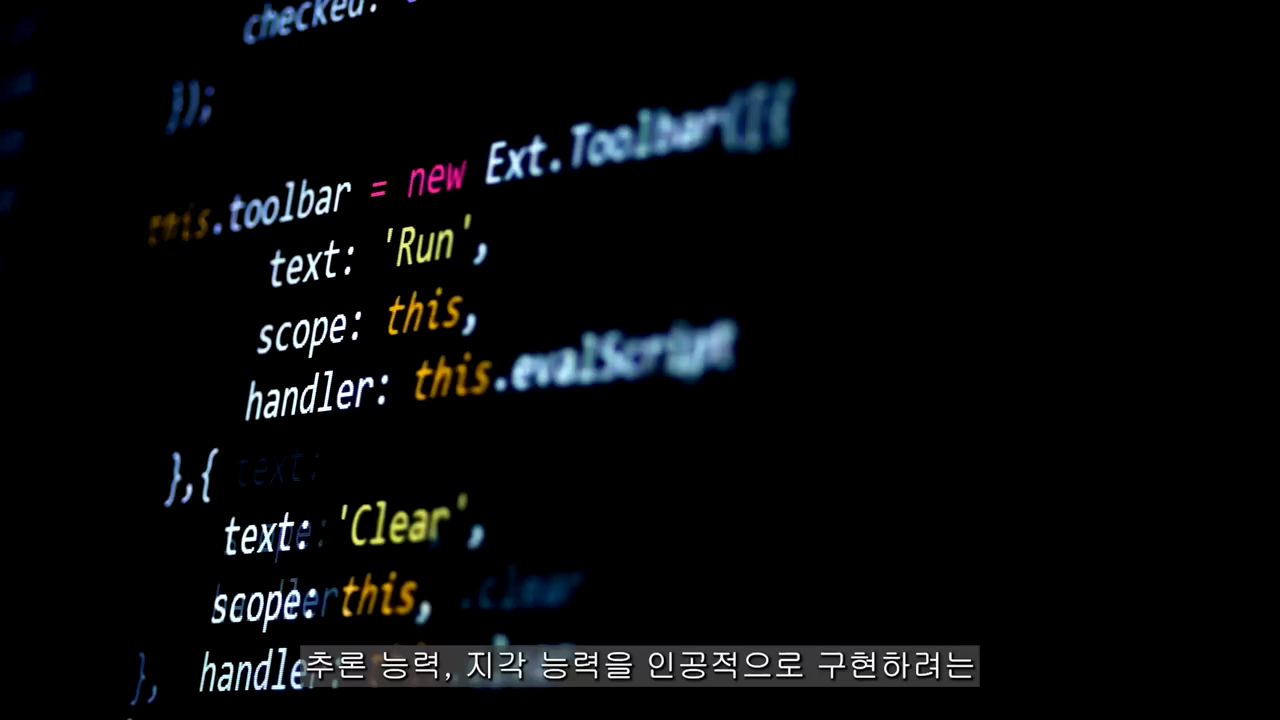 checked:
});
this.toolbar = new Ext.Toolbar([{
text: 'Run',
scope: this,
handler: this.evalScript
},{
text: 'Clear',
scope: this,
handler:
},
추론 능력, 지각 능력을 인공적으로 구현하려는